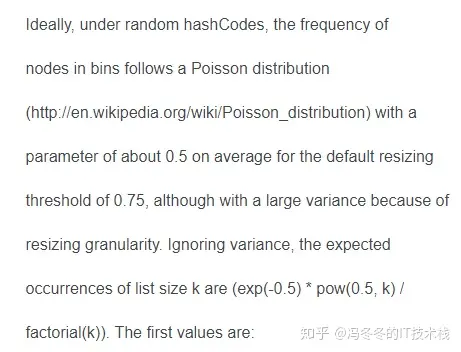 Ideally, under random hashCodes, the frequency of
nodes in bins follows a Poisson distribution
(http://en.wikipedia.org/wiki/Poisson_distribution) with a
parameter of about 0.5 on average for the default resizing
threshold of 0.75, although with a large variance because of
resizing granularity. Ignoring variance, the expected
occurrences of list size k are (exp(-0.5) * pow(0.5, k) /
factorial(k)). The first values are:
知乎 @冯冬冬的IT技术栈